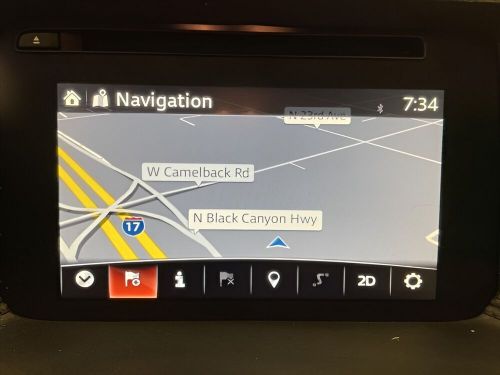 Navigation
7:34
N 23rd Ave
W Camelback Rd
N Black Canyon Hwy
17
2D